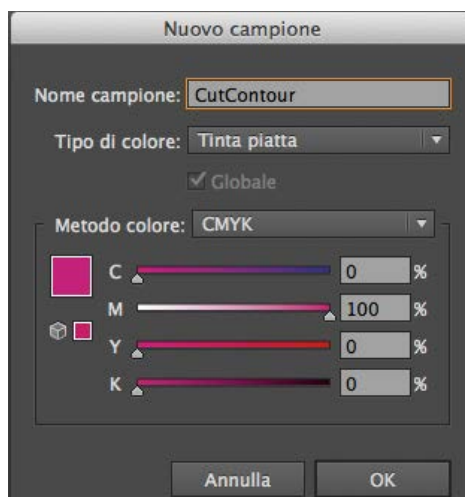 Nuovo campione
Nome campione: CutContour
Tipo di colore: Tinta piatta
Globale
Metodo colore: CMYK
C 0 %
M 100 %
Y 0 %
K 0 %
Annulla OK